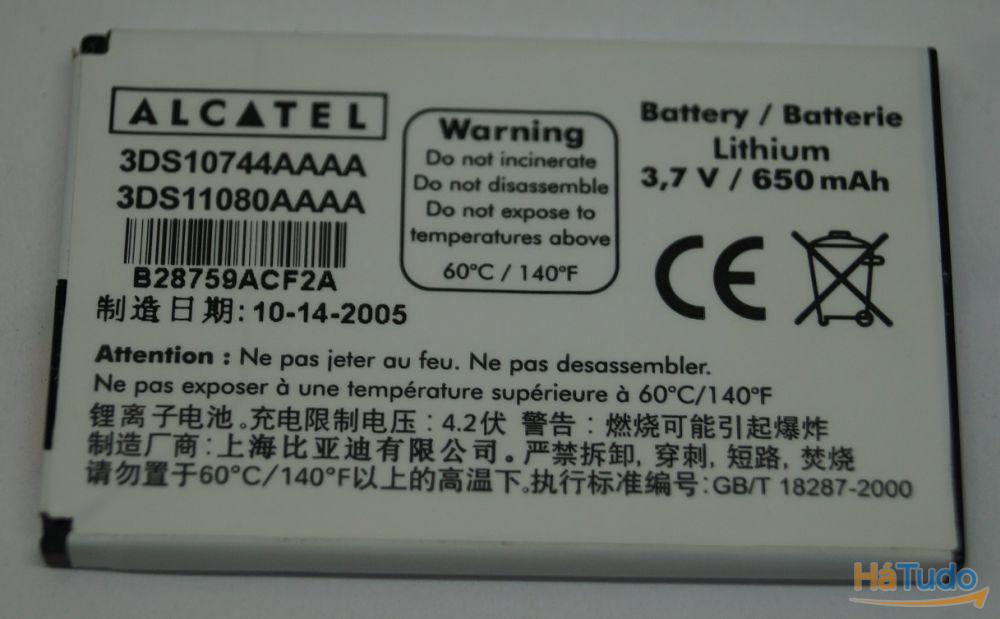 ALCATEL
3DS10744AAAA
3DS11080AAAA
B28759ACF2A
制造日期: 10-14-2005
Warning
Do not incinerate
Do not disassemble
Do not expose to
temperatures above
60°C / 140°F
Battery / Batterie
Lithium
3,7 V / 650 mAh
CE
Attention : Ne pas jeter au feu. Ne pas desassembler.
Ne pas exposer à une température supérieure à 60°C/140°F
锂离子电池。充电限制电压: 4.2伏 警告: 燃烧可能引起爆炸
制造厂商: 上海比亚迪有限公司。严禁拆卸, 穿刺, 短路, 焚烧
请勿置于60°C/140°F以上的高温下。执行标准编号: GB/T 18287-2000
HáTudo